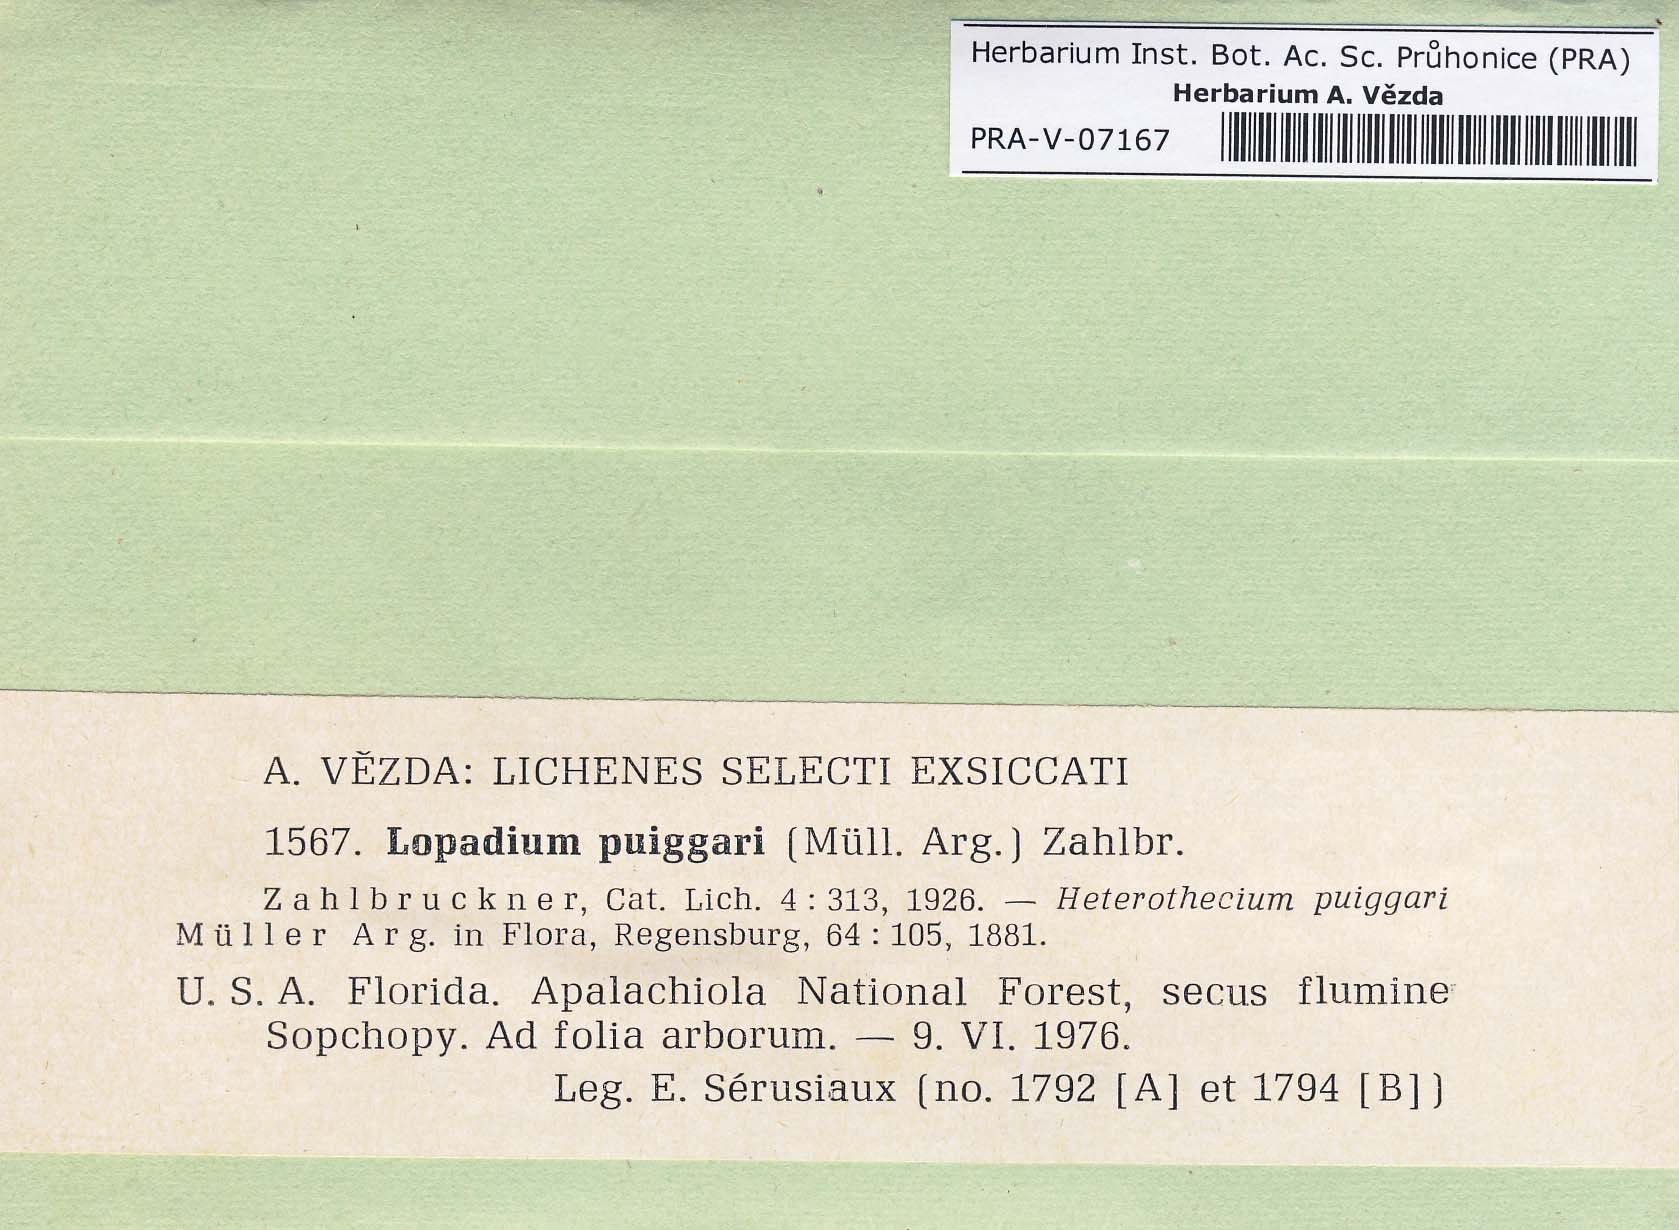 Herbarium Inst. Bot. Ac. Sc. Průhonice (PRA)
Herbarium A. Vězda
PRA-V-07167
A. VĚZDA: LICHENES SELECTI EXSICCATI
1567. Lopadium puiggari (Müll. Arg.) Zahlbr.
Zahlbruckner, Cat. Lich. 4 : 313, 1926. — Heterothecium puiggari
Müller Arg. in Flora, Regensburg, 64 : 105, 1881.
U. S. A. Florida. Apalachiola National Forest, secus flumine
Sopchopy. Ad folia arborum. — 9. VI. 1976.
Leg. E. Sérusiaux (no. 1792 [A] et 1794 [B])